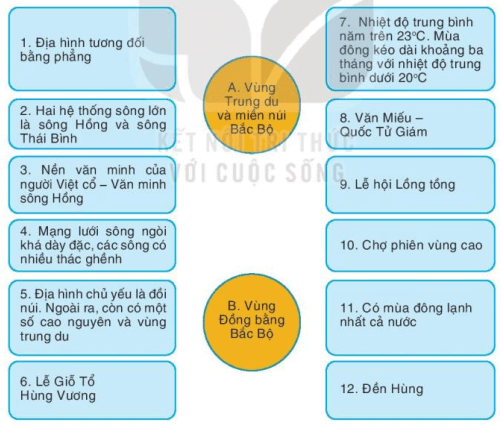 1. Địa hình tương đối
bằng phẳng
2. Hai hệ thống sông lớn
là sông Hồng và sông
Thái Bình
3. Nền văn minh của
người Việt cổ – Văn minh
sông Hồng
4. Mạng lưới sông ngòi
khá dày đặc, các sông có
nhiều thác ghềnh
5. Địa hình chủ yếu là đồi
núi. Ngoài ra, còn có một
số cao nguyên và vùng
trung du
6. Lễ Giỗ Tổ
Hùng Vương
A. Vùng
Trung du
và miền núi
Bắc Bộ
KẾT NỐI TRI THỨC
VỚI CUỘC SỐNG
B. Vùng
Đồng bằng
Bắc Bộ
7. Nhiệt độ trung bình
năm trên 23°C. Mùa
đông kéo dài khoảng ba
tháng với nhiệt độ trung
bình dưới 20°C
8. Văn Miếu –
Quốc Tử Giám
9. Lễ hội Lồng tồng
10. Chợ phiên vùng cao
11. Có mùa đông lạnh
nhất cả nước
12. Đền Hùng